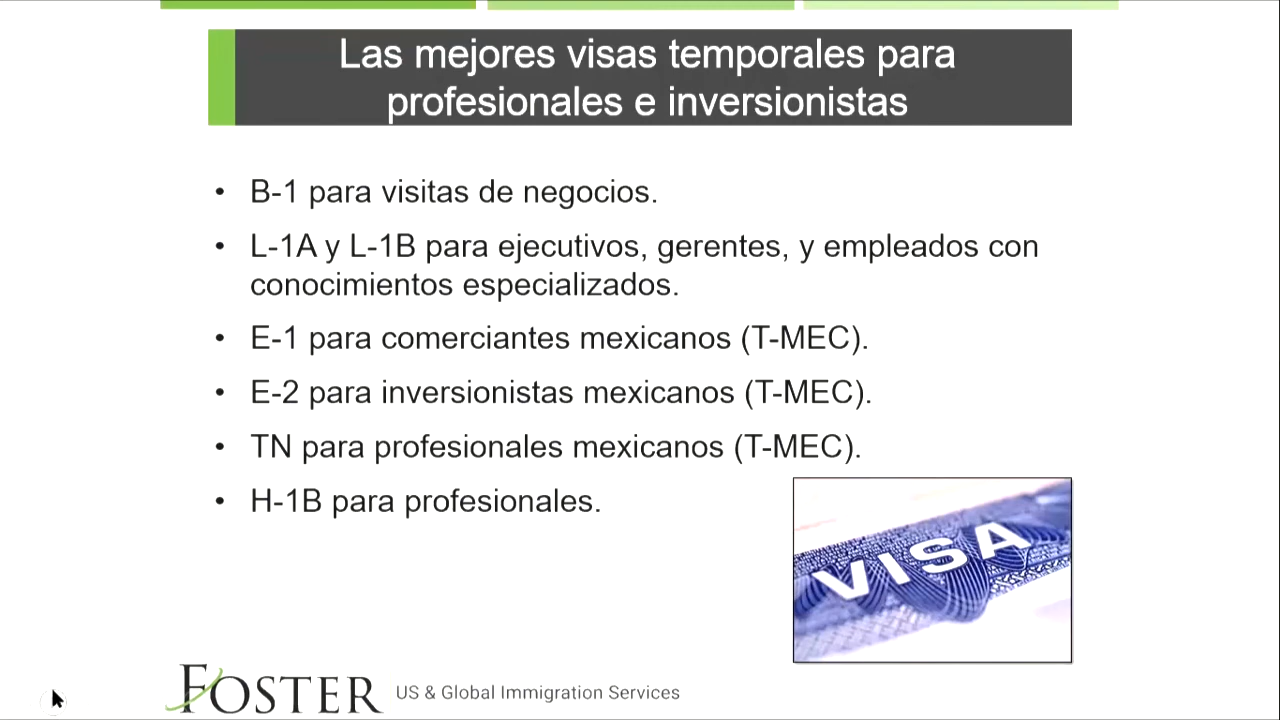 Las mejores visas temporales para
profesionales e inversionistas
• B-1 para visitas de negocios.
• L-1A y L-1B para ejecutivos, gerentes, y empleados con
conocimientos especializados.
• E-1 para comerciantes mexicanos (T-MEC).
• E-2 para inversionistas mexicanos (T-MEC).
• TN para profesionales mexicanos (T-MEC).
• H-1B para profesionales.
VISA
FOSTER US & Global Immigration Services